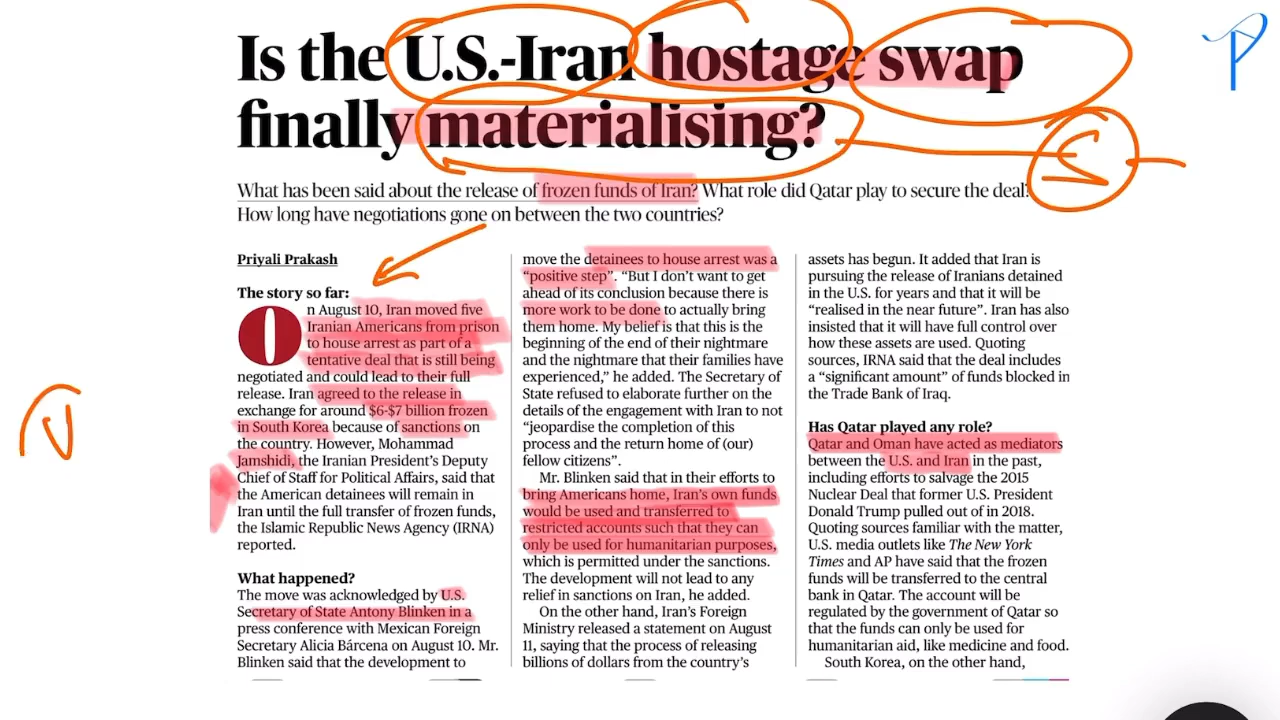 Is the U.S.-Iran hostage swap
finally materialising?
What has been said about the release of frozen funds of Iran? What role did Qatar play to secure the deal?
How long have negotiations gone on between the two countries?
Priyali Prakash
The story so far:
On August 10, Iran moved five
Iranian Americans from prison
to house arrest as part of a
tentative deal that is still being
negotiated and could lead to their full
release. Iran agreed to the release in
exchange for around $6-$7 billion frozen
in South Korea because of sanctions on
the country. However, Mohammad
Jamshidi, the Iranian President's Deputy
Chief of Staff for Political Affairs, said that
the American detainees will remain in
Iran until the full transfer of frozen funds,
the Islamic Republic News Agency (IRNA)
reported.
What happened?
The move was acknowledged by U.S.
Secretary of State Antony Blinken in a
press conference with Mexican Foreign
Secretary Alicia Bárcena on August 10. Mr.
Blinken said that the development to
move the detainees to house arrest was a
“positive step”. “But I don't want to get
ahead of its conclusion because there is
more work to be done to actually bring
them home. My belief is that this is the
beginning of the end of their nightmare
and the nightmare that their families have
experienced,” he added. The Secretary of
State refused to elaborate further on the
details of the engagement with Iran to not
“jeopardise the completion of this
process and the return home of (our)
fellow citizens”.
Mr. Blinken said that in their efforts to
bring Americans home, Iran's own funds
would be used and transferred to
restricted accounts such that they can
only be used for humanitarian purposes,
which is permitted under the sanctions.
The development will not lead to any
relief in sanctions on Iran, he added.
On the other hand, Iran's Foreign
Ministry released a statement on August
11, saying that the process of releasing
billions of dollars from the country's
assets has begun. It added that Iran is
pursuing the release of Iranians detained
in the U.S. for years and that it will be
“realised in the near future”. Iran has also
insisted that it will have full control over
how these assets are used. Quoting
sources, IRNA said that the deal includes
a “significant amount” of funds blocked in
the Trade Bank of Iraq.
Has Qatar played any role?
Qatar and Oman have acted as mediators
between the U.S. and Iran in the past,
including efforts to salvage the 2015
Nuclear Deal that former U.S. President
Donald Trump pulled out of in 2018.
Quoting sources familiar with the matter,
U.S. media outlets like The New York
Times and AP have said that the frozen
funds will be transferred to the central
bank in Qatar. The account will be
regulated by the government of Qatar so
that the funds can only be used for
humanitarian aid, like medicine and food.
South Korea, on the other hand,